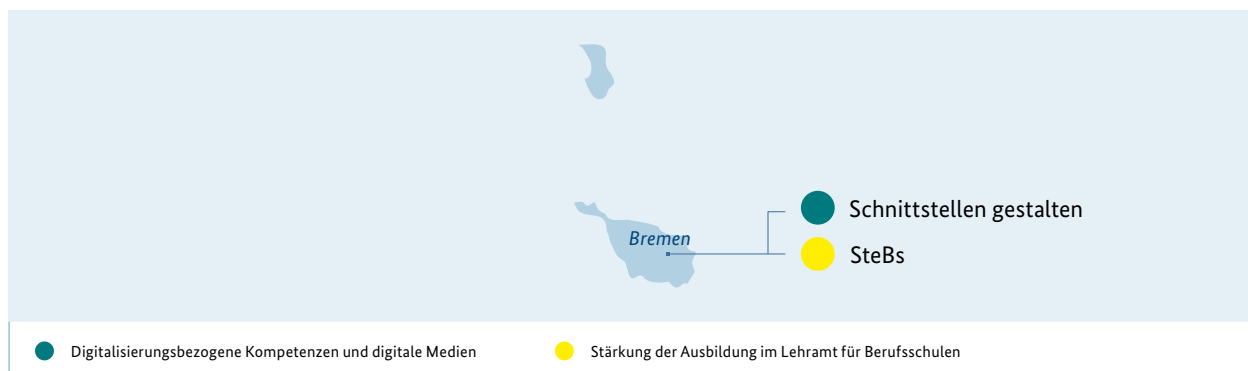 Schnittstellen gestalten
Bremen
SteBs
Digitalisierungsbezogene Kompetenzen und digitale Medien
Stärkung der Ausbildung im Lehramt für Berufsschulen